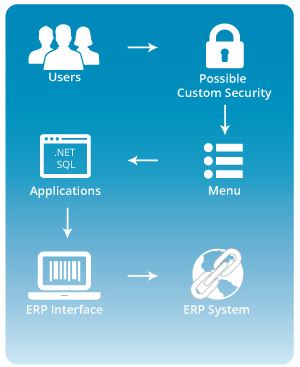 Users
Possible
Custom Security
.NET
SQL
Applications
Menu
ERP Interface
ERP System